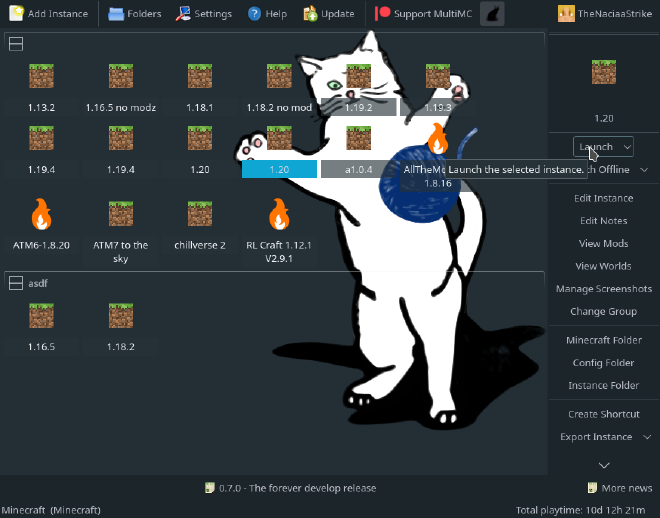 Add Instance Folders Settings Help Update Support MultiMC TheNaciaaStrike
1.13.2 1.16.5 no modz 1.18.1 1.18.2 no mod 1.19.2 1.19.3
1.19.4 1.19.4 1.20 1.20 a1.0.4 AllTheMo
1.8.16
ATM6-1.8.20 ATM7 to the chillverse 2 RL Craft 1.12.1
sky V2.9.1
asdf
1.16.5 1.18.2
1.20
Launch
Launch the selected instance.
Offline
Edit Instance
Edit Notes
View Mods
View Worlds
Manage Screenshots
Change Group
Minecraft Folder
Config Folder
Instance Folder
Create Shortcut
Export Instance
0.7.0 - The forever develop release More news
Minecraft (Minecraft) Total playtime: 10d 12h 21m